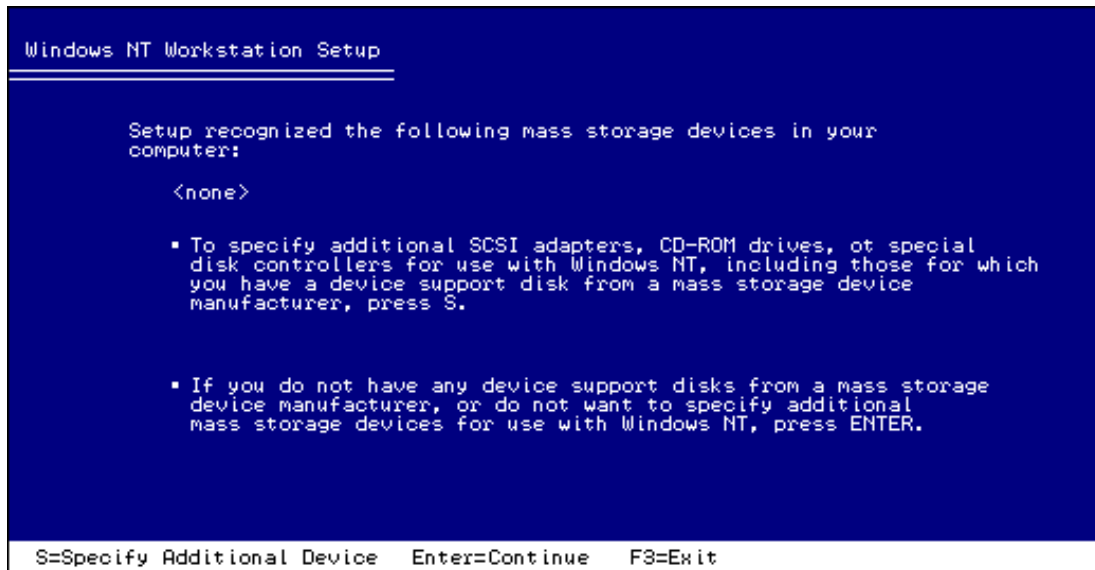 Windows NT Workstation Setup
Setup recognized the following mass storage devices in your
computer:
<none>
▪ To specify additional SCSI adapters, CD-ROM drives, ot special
disk controllers for use with Windows NT, including those for which
you have a device support disk from a mass storage device
manufacturer, press S.
▪ If you do not have any device support disks from a mass storage
device manufacturer, or do not want to specify additional
mass storage devices for use with Windows NT, press ENTER.
S=Specify Additional Device Enter=Continue F3=Exit